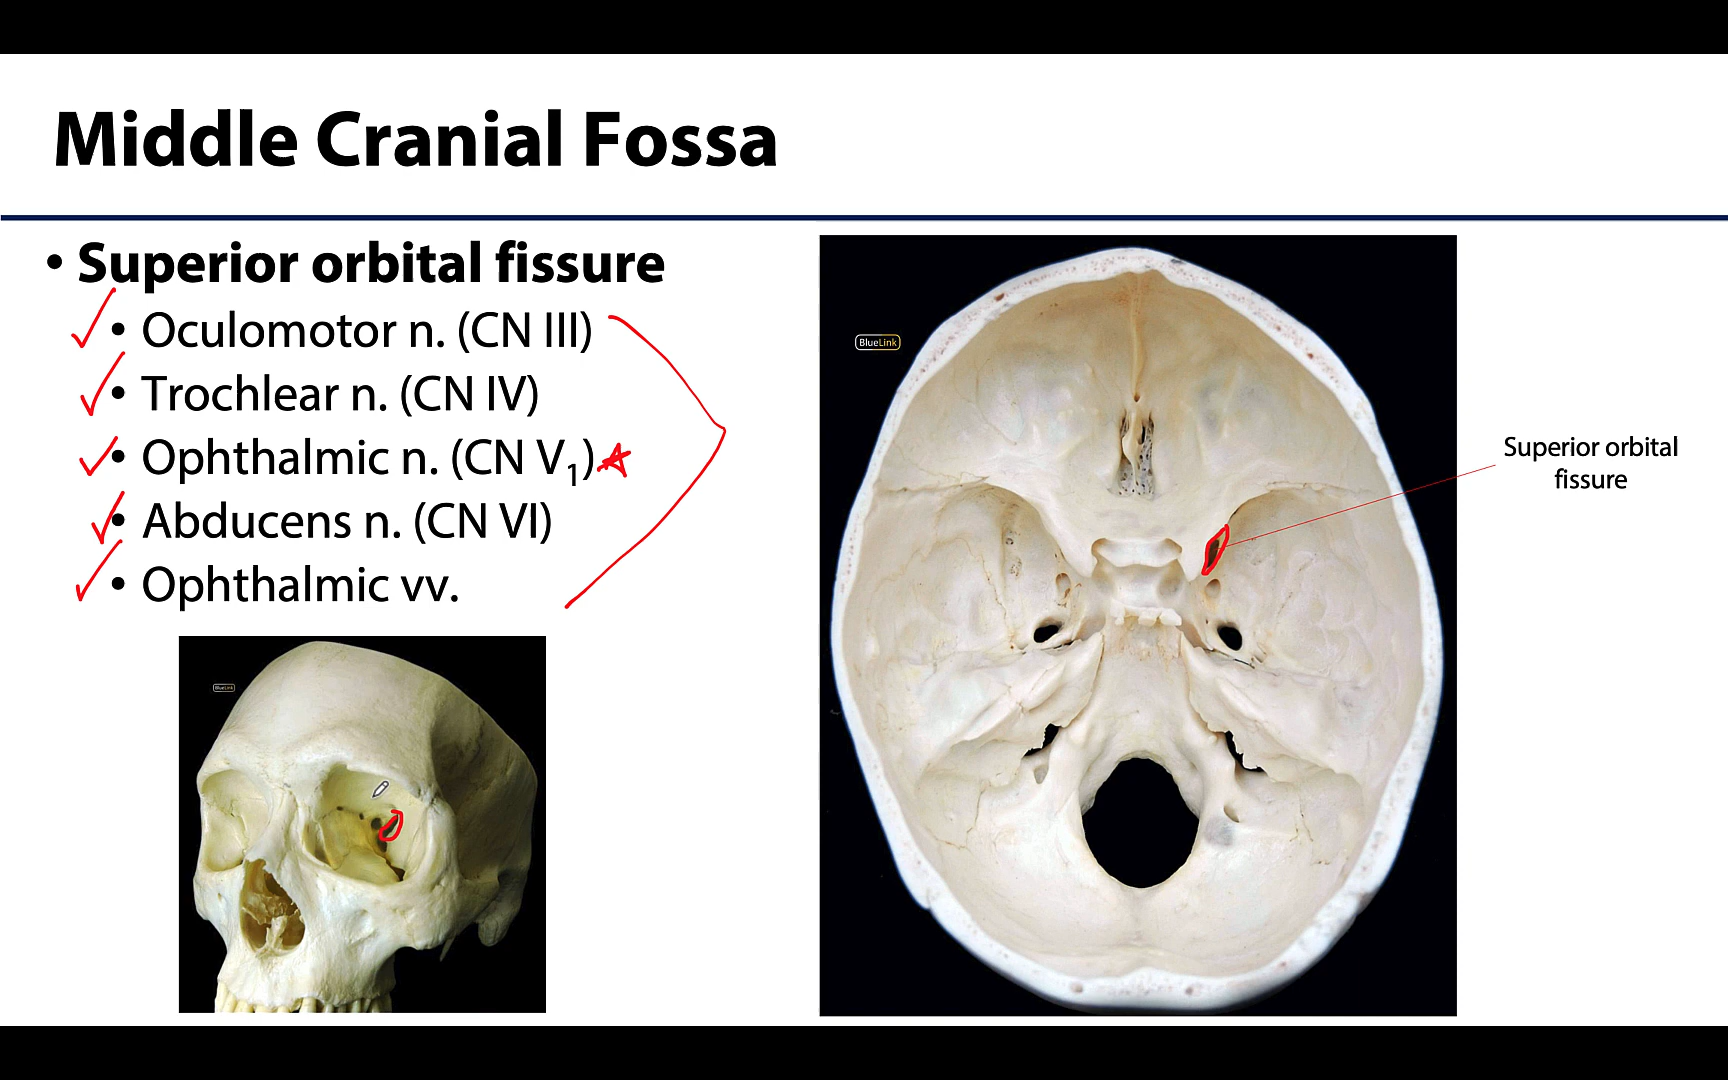 Middle Cranial Fossa
• Superior orbital fissure
• Oculomotor n. (CN III)
• Trochlear n. (CN IV)
• Ophthalmic n. (CN V₁)
• Abducens n. (CN VI)
• Ophthalmic vv.
BlueLink
BlueLink
Superior orbital
fissure